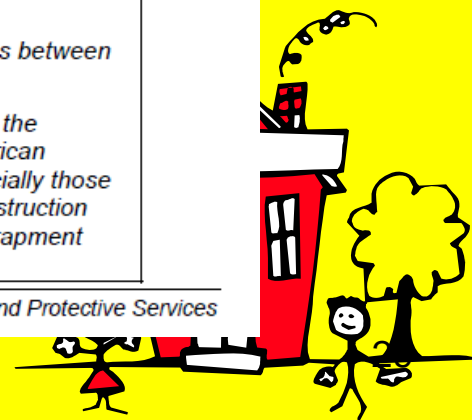 s between
the
rican
cially those
struction
rapment
nd Protective Services